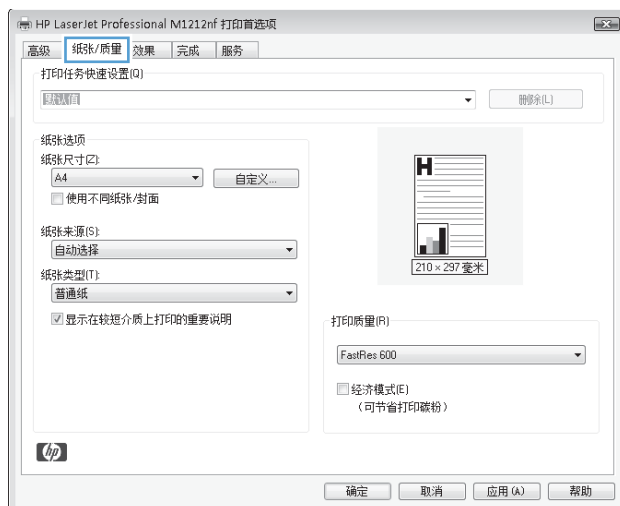 HP LaserJet Professional M1212nf 打印首选项
高级 纸张/质量 效果 完成 服务
打印任务快速设置(Q)
默认值 删除(L)
纸张选项
纸张尺寸(Z):
A4 自定义...
使用不同纸张/封面
纸张来源(S):
自动选择
纸张类型(T):
普通纸
显示在较短介质上打印的重要说明
H
210 × 297 毫米
打印质量(R)
FastRes 600
经济模式(E)
(可节省打印碳粉)
hp
确定 取消 应用(A) 帮助